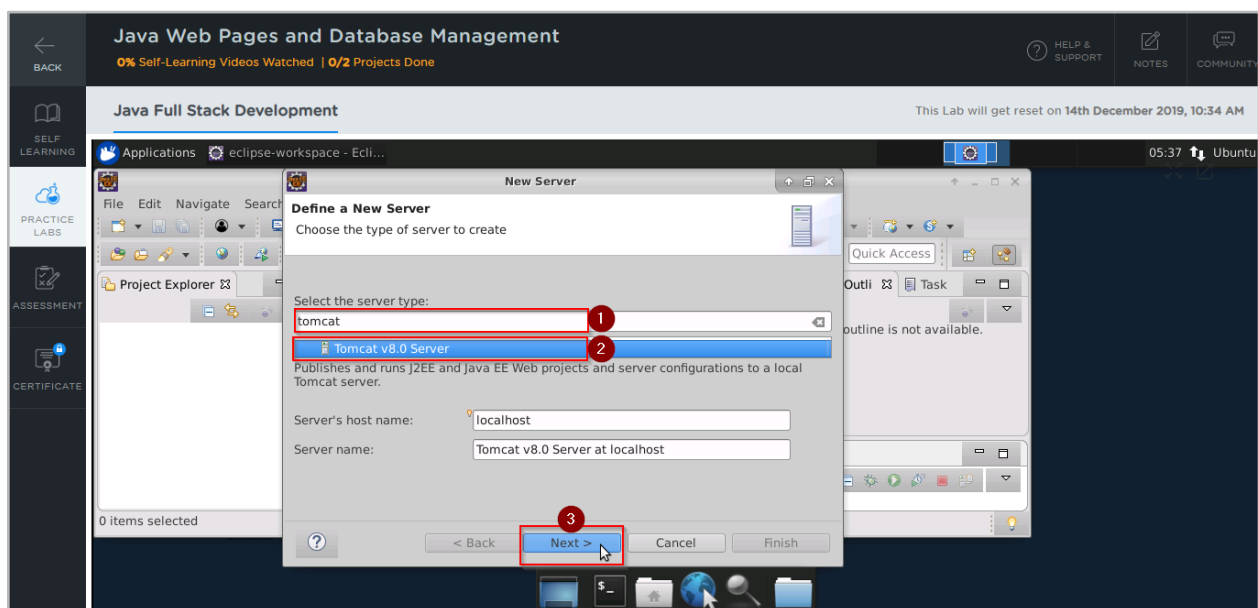 Java Web Pages and Database Management
0% Self-Learning Videos Watched | 0/2 Projects Done
BACK
HELP & SUPPORT
NOTES
COMMUNITY
Java Full Stack Development
This Lab will get reset on 14th December 2019, 10:34 AM
SELF LEARNING
PRACTICE LABS
ASSESSMENT
CERTIFICATE
Applications
eclipse-workspace - Ecli...
05:37
Ubuntu
New Server
File Edit Navigate Search
Define a New Server
Choose the type of server to create
Quick Access
Project Explorer
Outli
Task
Select the server type:
tomcat
1
outline is not available.
Tomcat v8.0 Server
2
Publishes and runs J2EE and Java EE Web projects and server configurations to a local
Tomcat server.
Server's host name:
localhost
Server name:
Tomcat v8.0 Server at localhost
0 items selected
3
?
< Back
Next >
Cancel
Finish
$_